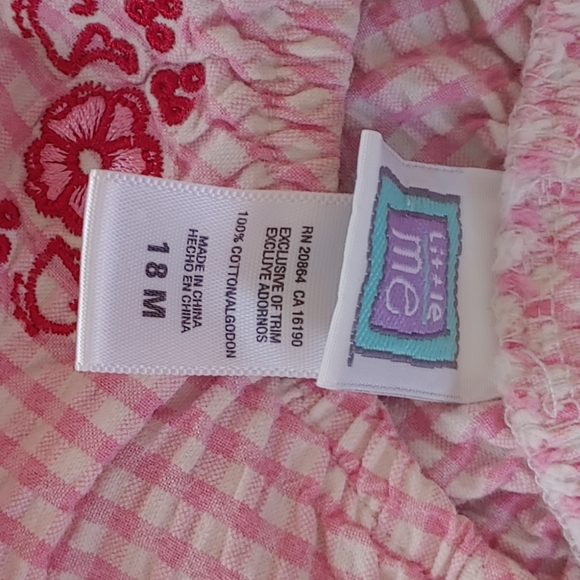 Little
me
RN 20864 CA 16190
EXCLUSIVE OF TRIM
EXCLUYE ADORNOS
100% COTTON/ALGODON
MADE IN CHINA
HECHO EN CHINA
18 M